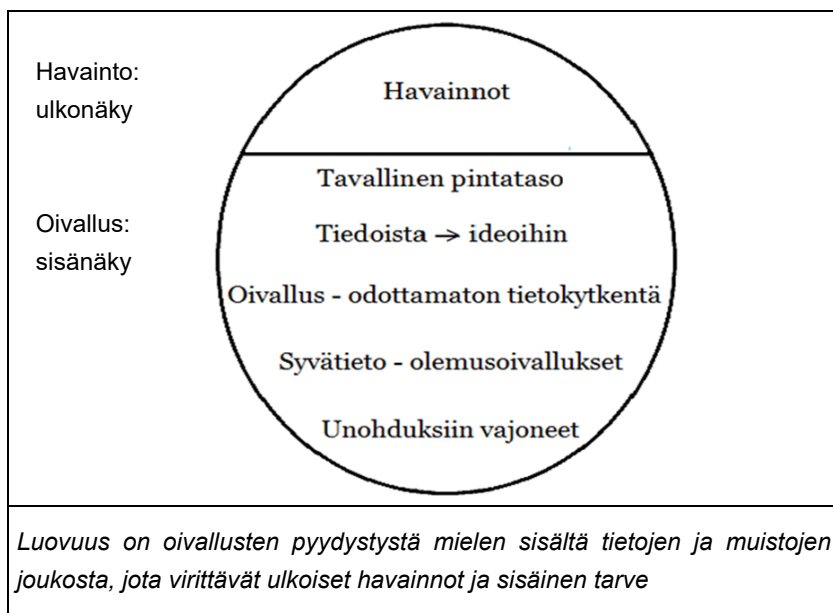 Havainto:
ulkonäky
Havainnot
Tavallinen pintataso
Oivallus:
sisänäky
Tiedoista → ideoihin
Oivallus - odottamaton tietokytkentä
Syvätieto - olemusoivallukset
Unohduksiin vajoneet
Luovuus on oivallusten pyydystystä mielen sisältä tietojen ja muistojen
joukosta, jota virittävät ulkoiset havainnot ja sisäinen tarve